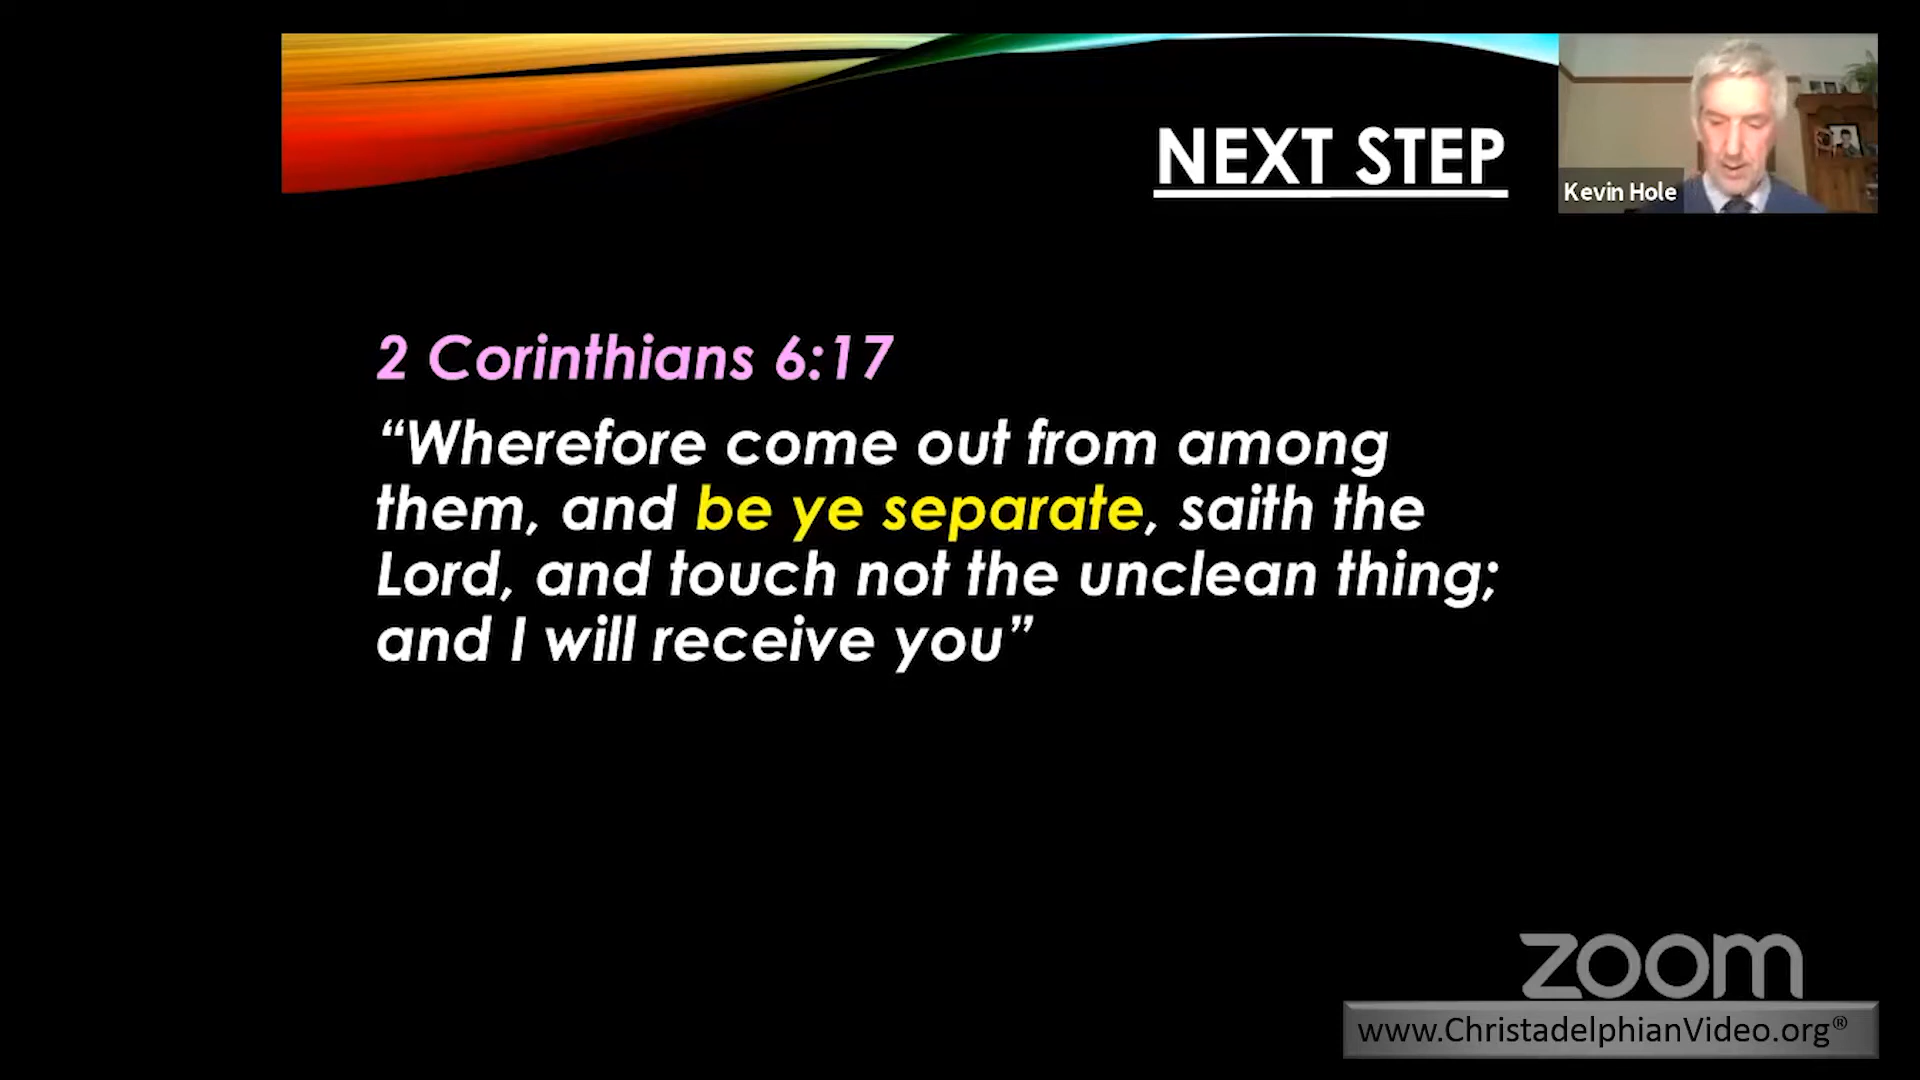 NEXT STEP
Kevin Hole
2 Corinthians 6:17
“Wherefore come out from among
them, and be ye separate, saith the
Lord, and touch not the unclean thing;
and I will receive you”
zoom
www.ChristadelphianVideo.org®